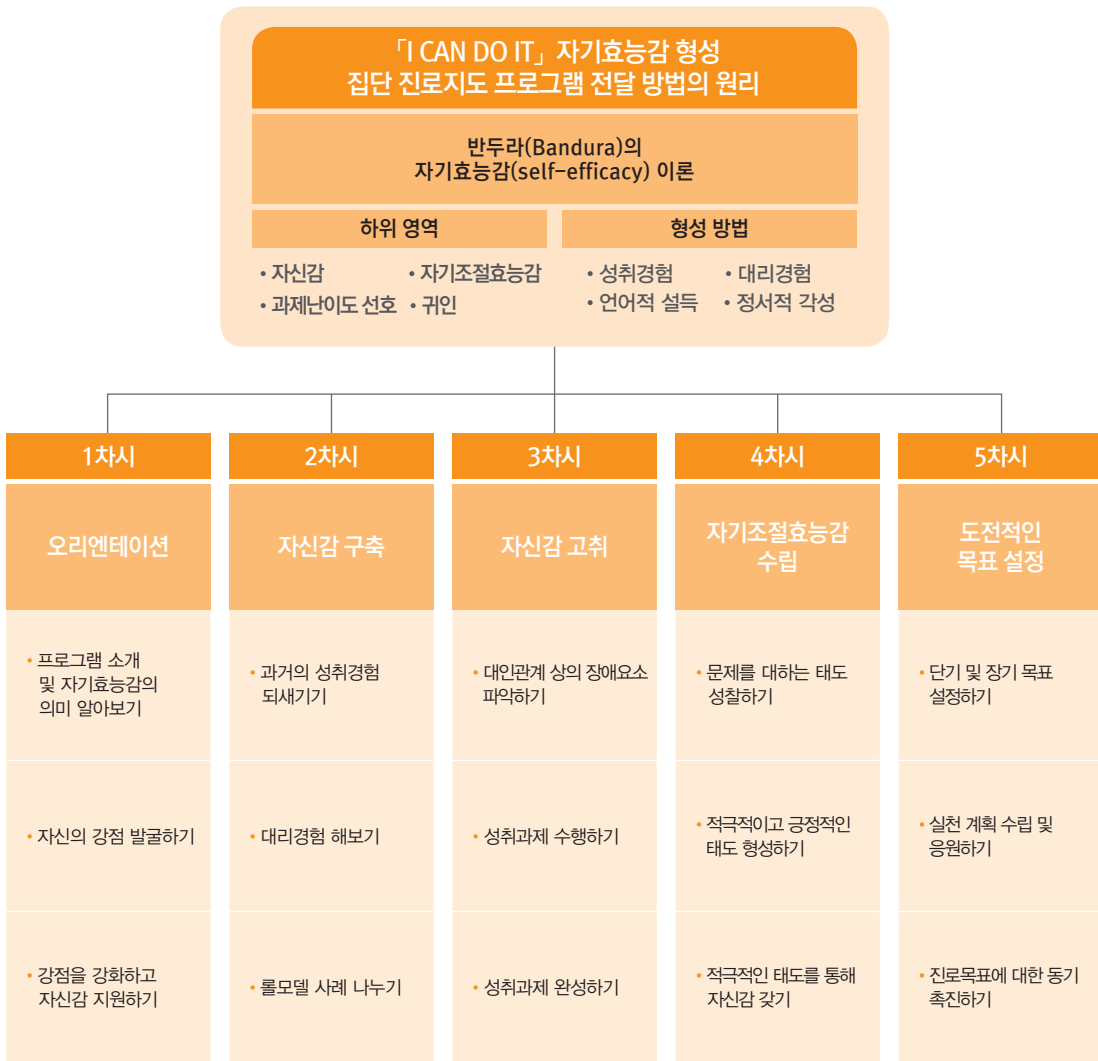 「I CAN DO IT」 자기효능감 형성
집단 진로지도 프로그램 전달 방법의 원리
반두라(Bandura)의
자기효능감(self-efficacy) 이론
하위 영역
• 자신감 • 자기조절효능감
• 과제난이도 선호 • 귀인
형성 방법
• 성취경험 • 대리경험
• 언어적 설득 • 정서적 각성
1차시
오리엔테이션
• 프로그램 소개
및 자기효능감의
의미 알아보기
• 자신의 강점 발굴하기
• 강점을 강화하고
자신감 지원하기
2차시
자신감 구축
• 과거의 성취경험
되새기기
• 대리경험 해보기
• 롤모델 사례 나누기
3차시
자신감 고취
• 대인관계 상의 장애요소
파악하기
• 성취과제 수행하기
• 성취과제 완성하기
4차시
자기조절효능감
수립
• 문제를 대하는 태도
성찰하기
• 적극적이고 긍정적인
태도 형성하기
• 적극적인 태도를 통해
자신감 갖기
5차시
도전적인
목표 설정
• 단기 및 장기 목표
설정하기
• 실천 계획 수립 및
응원하기
• 진로목표에 대한 동기
촉진하기